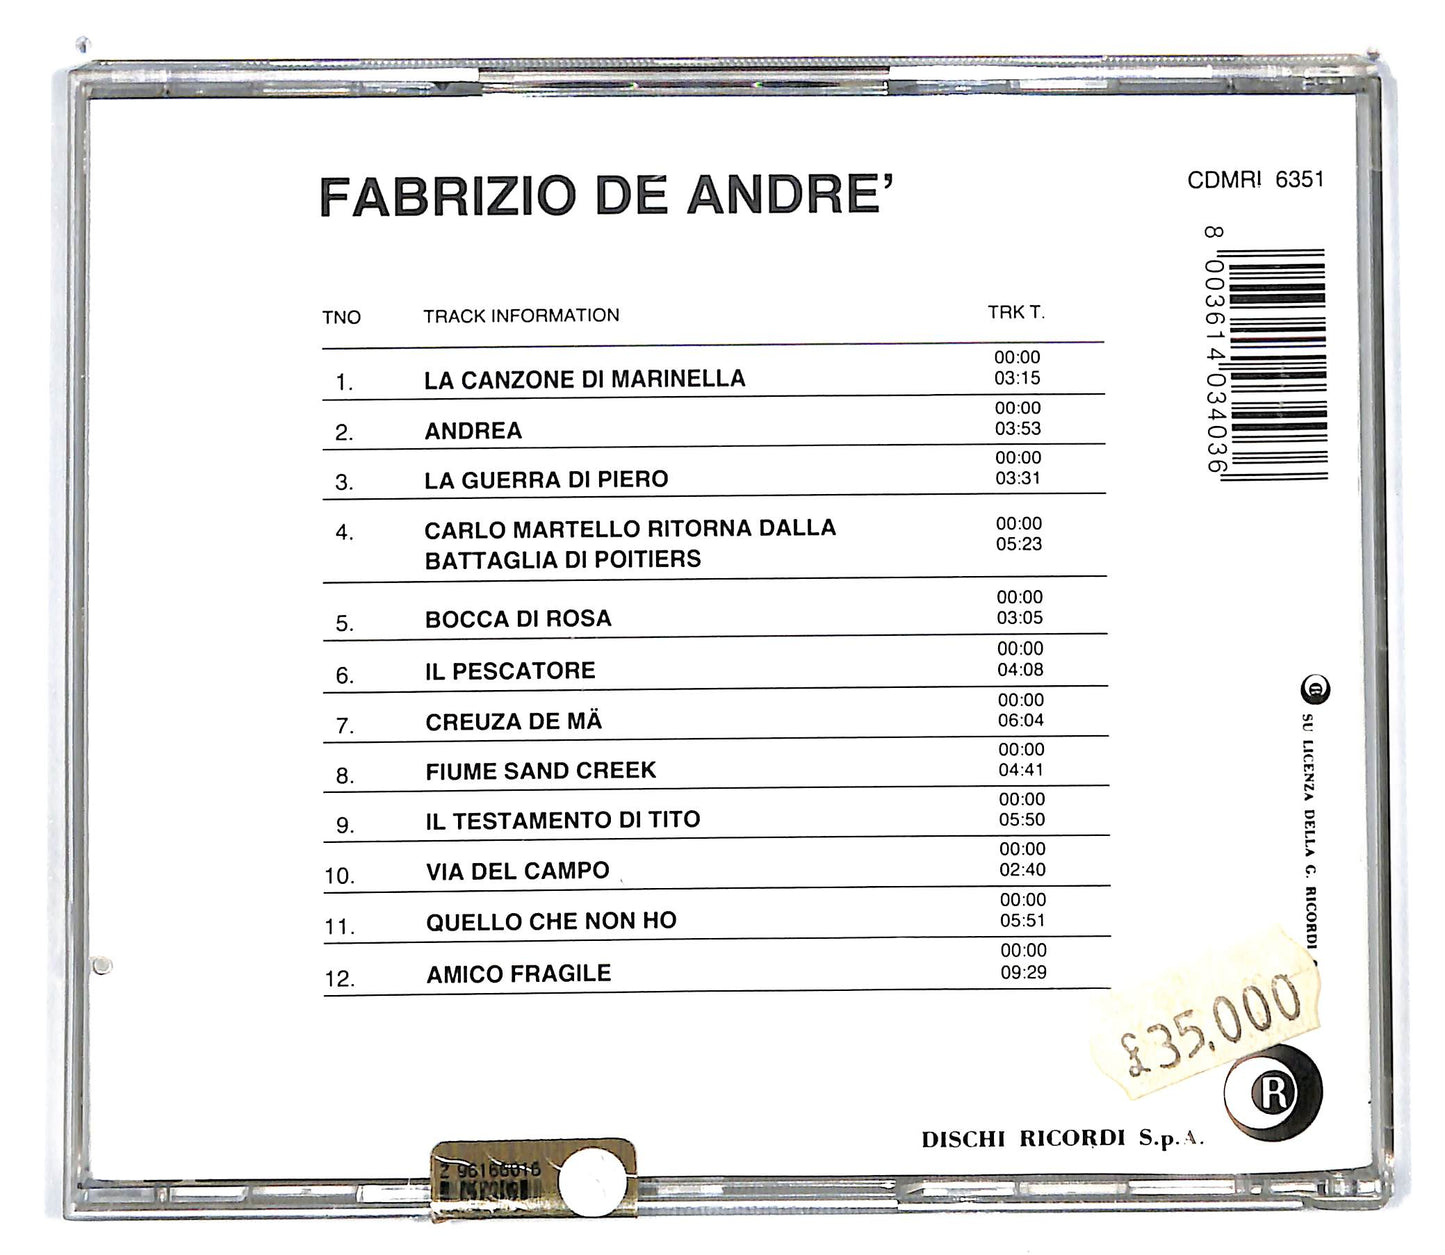 FABRIZIO DE ANDRE’
CDMRI 6351
8 003614 034036
TNO TRACK INFORMATION TRK T.
00:00
1. LA CANZONE DI MARINELLA 03:15
00:00
2. ANDREA 03:53
00:00
3. LA GUERRA DI PIERO 03:31
4. CARLO MARTELLO RITORNA DALLA 00:00
BATTAGLIA DI POITIERS 05:23
00:00
5. BOCCA DI ROSA 03:05
00:00
6. IL PESCATORE 04:08
00:00
7. CREUZA DE MÄ 06:04
00:00
8. FIUME SAND CREEK 04:41
00:00
9. IL TESTAMENTO DI TITO 05:50
00:00
10. VIA DEL CAMPO 02:40
00:00
11. QUELLO CHE NON HO 05:51
00:00
12. AMICO FRAGILE 09:29
SU LICENZA DELLA G. RICORDI
£35.000
R
DISCHI RICORDI S.p.A.
Z 96166016